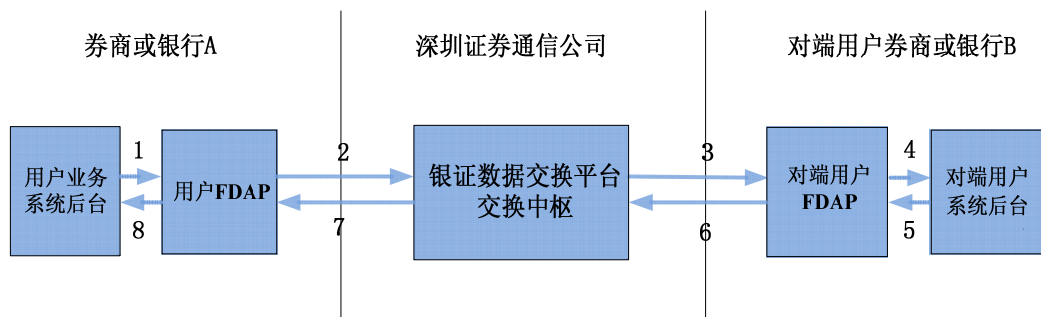 券商或银行A
深圳证券通信公司
对端用户券商或银行B
用户业务
系统后台
1
8
用户FDAP
2
7
银证数据交换平台
交换中枢
3
6
对端用户
FDAP
4
5
对端用户
系统后台